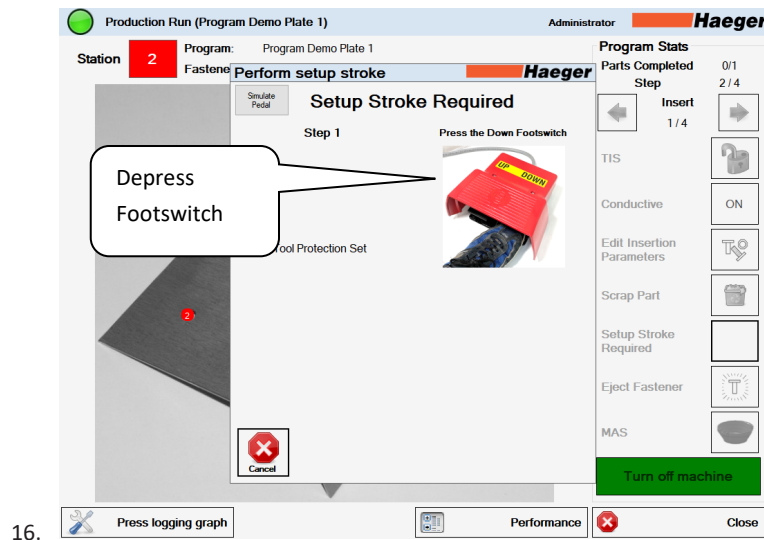 Production Run (Program Demo Plate 1)
Administrator
Haeger
Station
2
Program: Program Demo Plate 1
Program Stats
Parts Completed 0/1
Step 2 / 4
Insert
1 / 4
Perform setup stroke
Haeger
Simulate
Pedal
Setup Stroke Required
Step 1
Press the Down Footswitch
UP DOWN
Depress
Footswitch
ool Protection Set
2
Cancel
TIS
Conductive
ON
Edit Insertion
Parameters
Scrap Part
Setup Stroke
Required
Eject Fastener
MAS
Turn off machine
16.
Press logging graph
Performance
Close